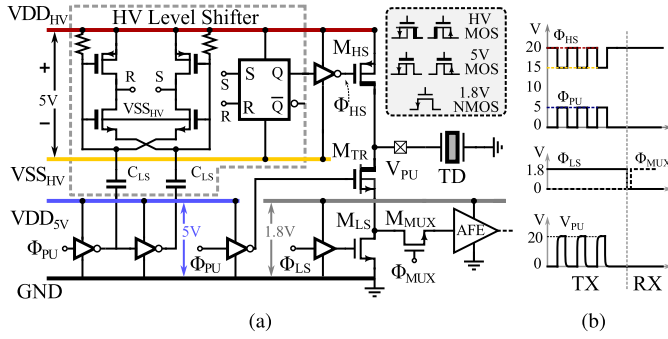 VDD_HV
HV Level Shifter
+
5V
−
R
S
VSS_HV
S
R
S Q
R Q̅
M_HS
Φ_HS
HV
MOS
5V
MOS
1.8V
NMOS
VSS_HV
C_LS
C_LS
M_TR
V_PU
TD
VDD_5V
5V
1.8V
M_LS
M_MUX
AFE
Φ_PU
Φ_PU
Φ_LS
Φ_MUX
GND
(a)
V
Φ_HS
20
15
V
Φ_PU
5
0
V
Φ_LS
Φ_MUX
1.8
0
V
V_PU
20
0
TX
RX
(b)